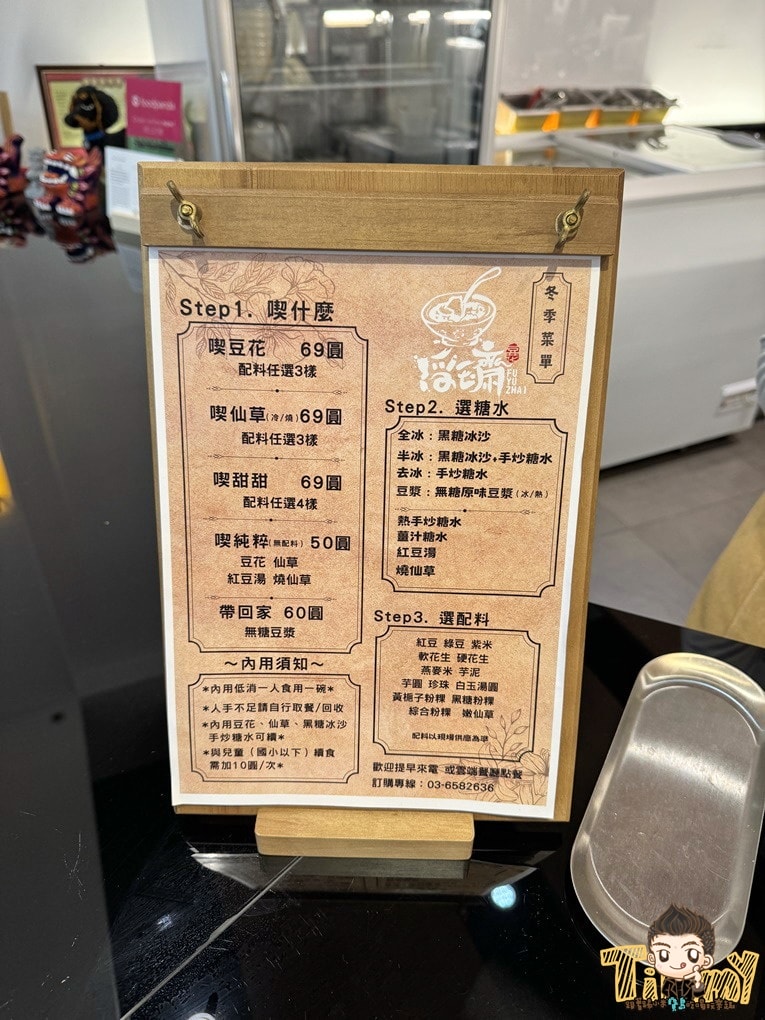 冬季菜單
FU
YU
ZHAI
Step1. 喫什麼
喫豆花 69圓
配料任選3樣
喫仙草(冷/燒)69圓
配料任選3樣
喫甜甜 69圓
配料任選4樣
喫純粹(無配料) 50圓
豆花 仙草
紅豆湯 燒仙草
帶回家 60圓
無糖豆漿
～內用須知～
*內用低消一人食用一碗*
*人手不足請自行取餐/回收
*內用豆花、仙草、黑糖冰沙
手炒糖水可續*
*與兒童（國小以下）續食
需加10圓/次*
Step2. 選糖水
全冰：黑糖冰沙
半冰：黑糖冰沙+手炒糖水
去冰：手炒糖水
豆漿：無糖原味豆漿(冰/熱)
熱手炒糖水
薑汁糖水
紅豆湯
燒仙草
Step3. 選配料
紅豆 綠豆 紫米
軟花生 硬花生
燕麥米 芋泥
芋圓 珍珠 白玉湯圓
黃梔子粉粿 黑糖粉粿
綜合粉粿 嫩仙草
配料以現場供應為準
歡迎提早來電 或雲端餐廳點餐
訂購專線：03-6582636
foodpanda
TimmY